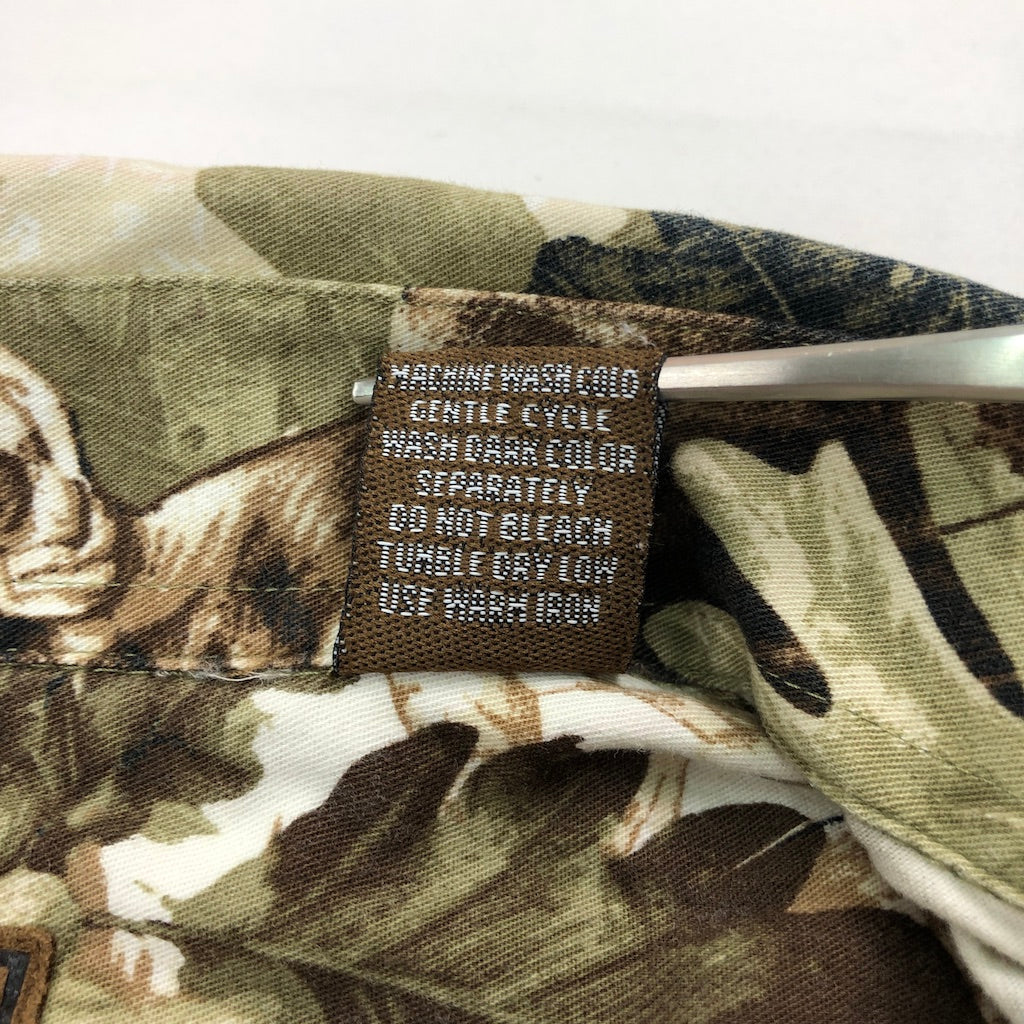 MACHINE WASH COLD
GENTLE CYCLE
WASH DARK COLOR
SEPARATELY
DO NOT BLEACH
TUMBLE DRY LOW
USE WARM IRON